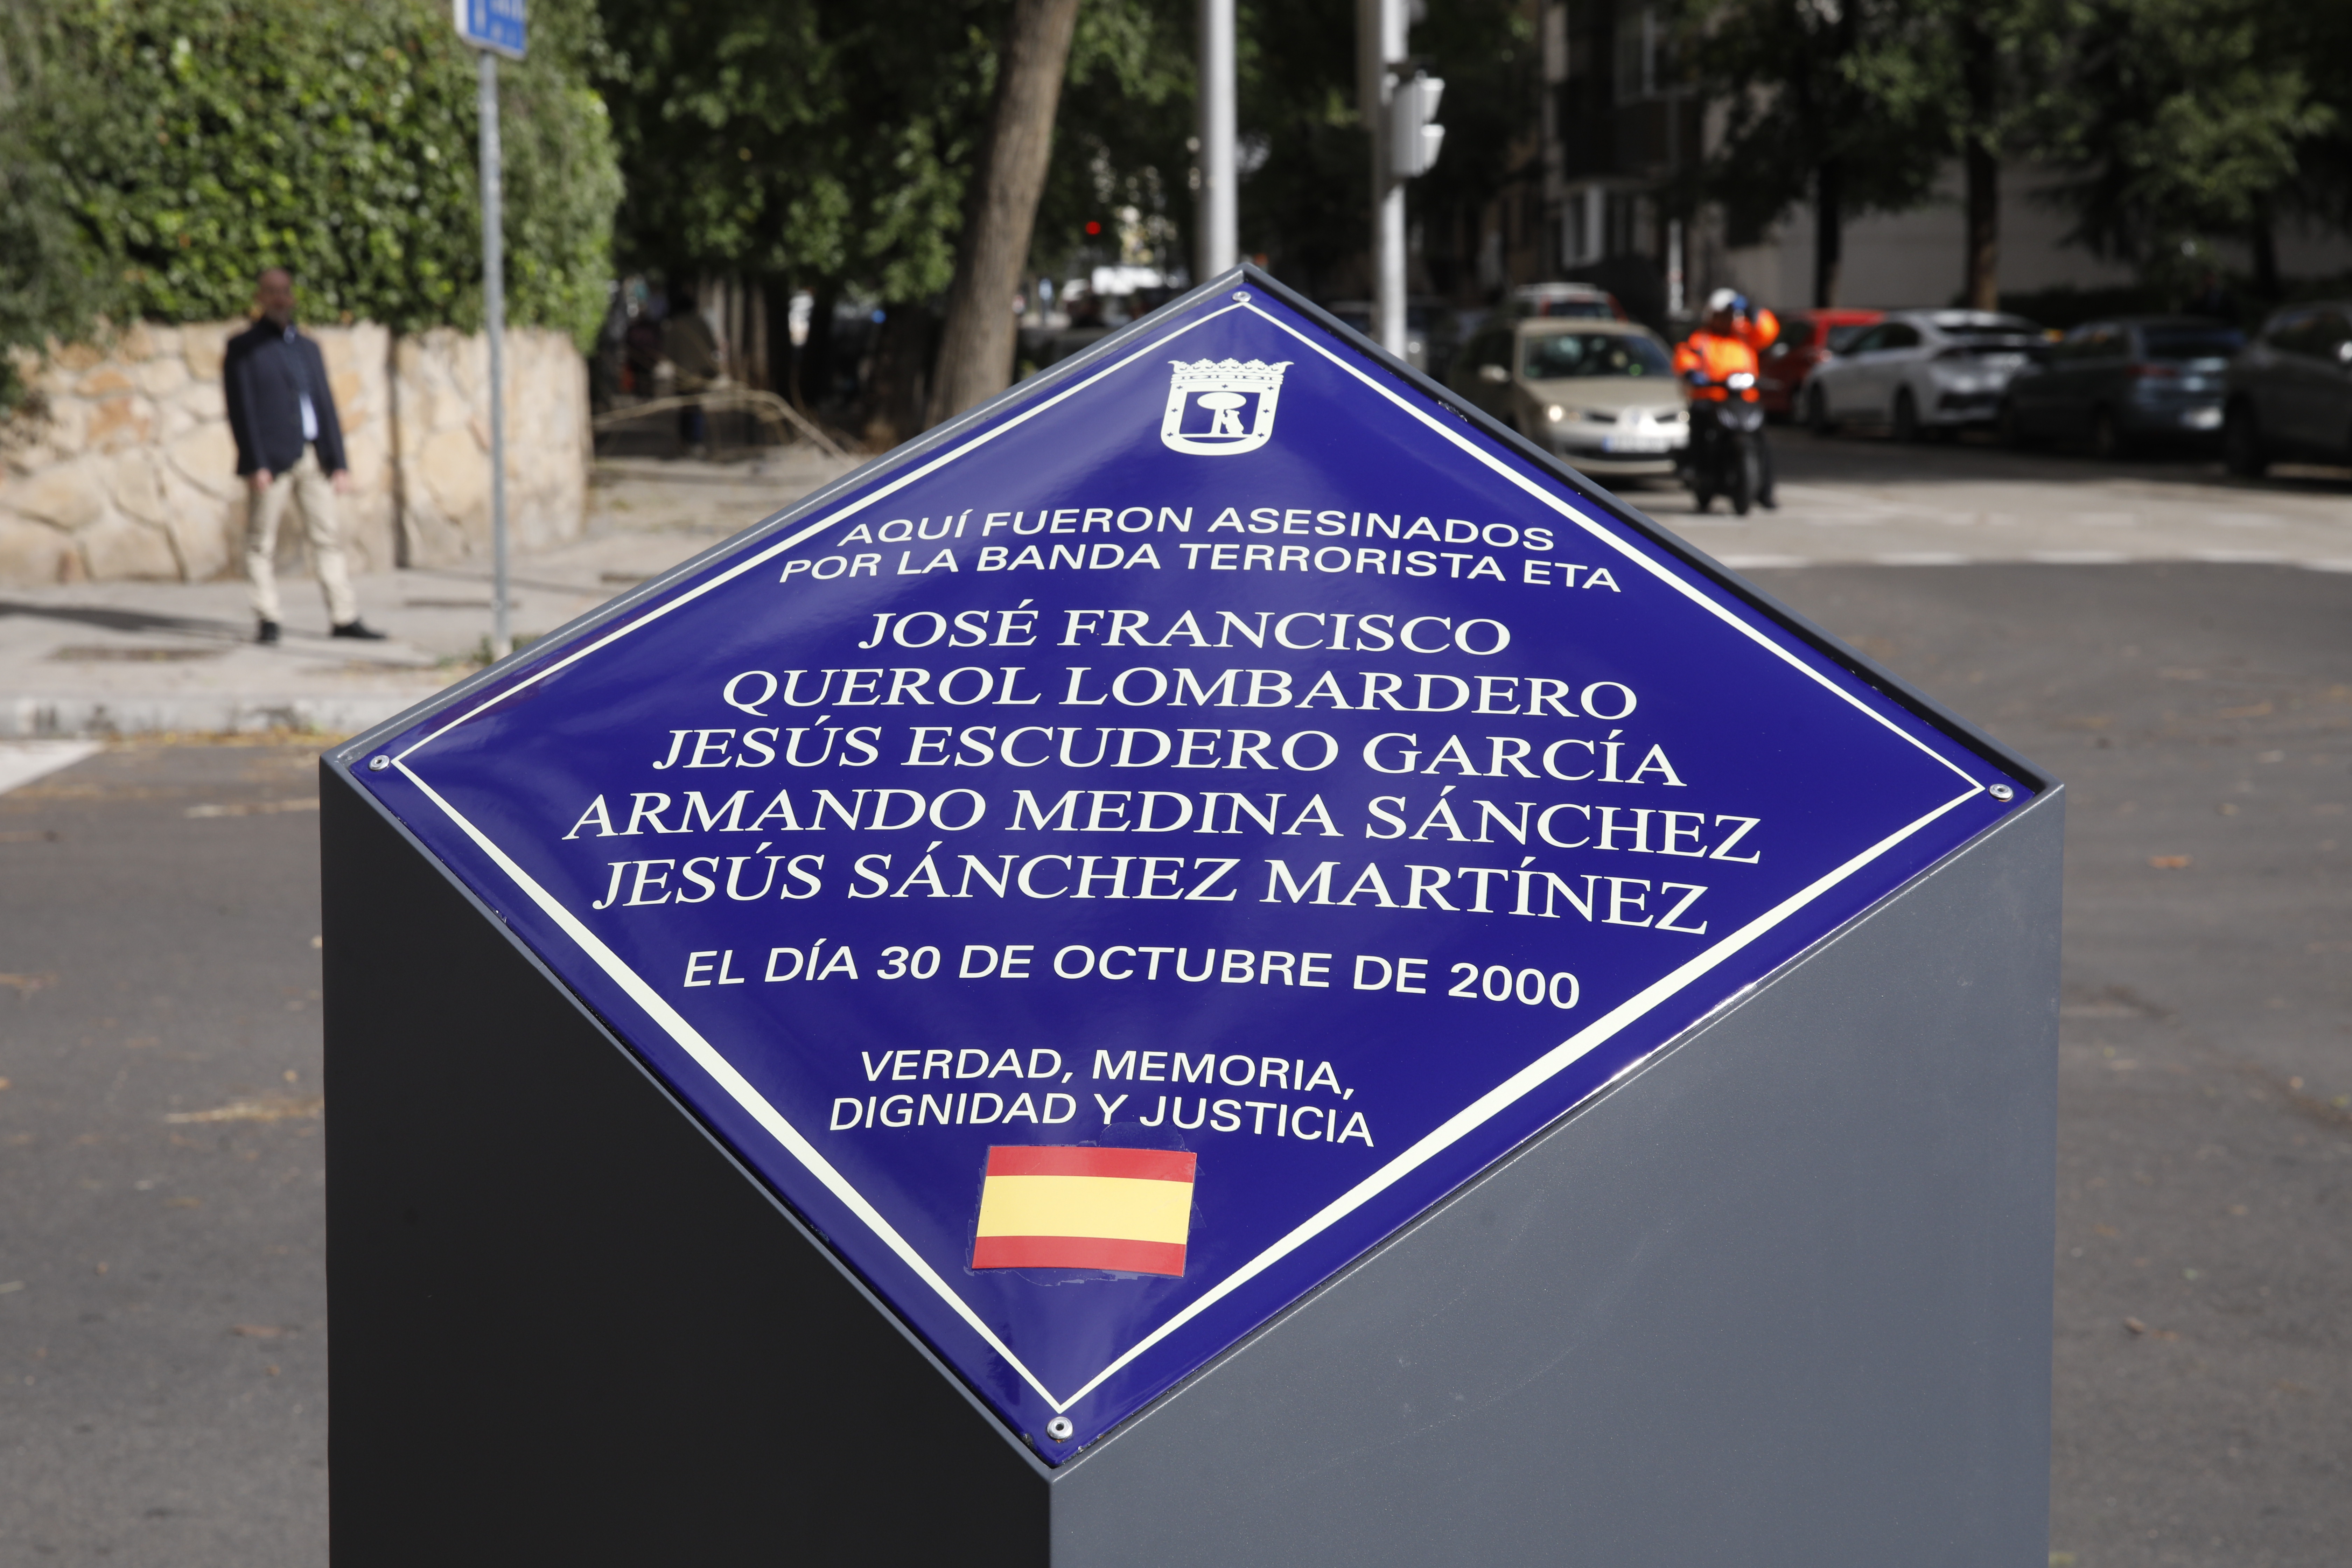 AQUÍ FUERON ASESINADOS
POR LA BANDA TERRORISTA ETA
JOSÉ FRANCISCO
QUEROL LOMBARDERO
JESÚS ESCUDERO GARCÍA
ARMANDO MEDINA SÁNCHEZ
JESÚS SÁNCHEZ MARTÍNEZ
EL DÍA 30 DE OCTUBRE DE 2000
VERDAD, MEMORIA,
DIGNIDAD Y JUSTICIA